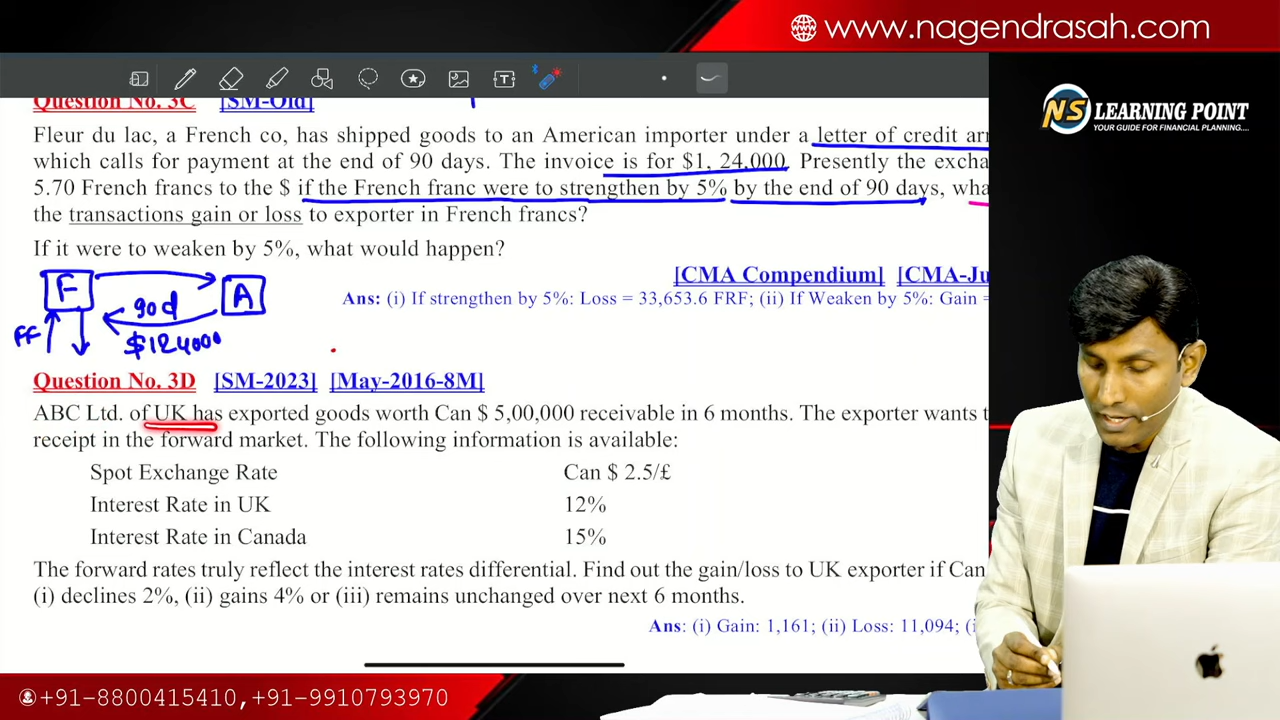 www.nagendrasah.com
NS LEARNING POINT
YOUR GUIDE FOR FINANCIAL PLANNING....
Question No. 3C [SM-Old]
Fleur du lac, a French co, has shipped goods to an American importer under a letter of credit
which calls for payment at the end of 90 days. The invoice is for $1, 24,000. Presently the
5.70 French francs to the $ if the French franc were to strengthen by 5% by the end of 90 days,
the transactions gain or loss to exporter in French francs?
If it were to weaken by 5%, what would happen?
[CMA Compendium] [CMA-Ju
Ans: (i) If strengthen by 5%: Loss = 33,653.6 FRF; (ii) If Weaken by 5%: Gain =
F
A
90d
FF
$124000
Question No. 3D [SM-2023] [May-2016-8M]
ABC Ltd. of UK has exported goods worth Can $ 5,00,000 receivable in 6 months. The exporter wants
receipt in the forward market. The following information is available:
Spot Exchange Rate Can $ 2.5/£
Interest Rate in UK 12%
Interest Rate in Canada 15%
The forward rates truly reflect the interest rates differential. Find out the gain/loss to UK exporter if Can
(i) declines 2%, (ii) gains 4% or (iii) remains unchanged over next 6 months.
Ans: (i) Gain: 1,161; (ii) Loss: 11,094;
+91-8800415410,+91-9910793970